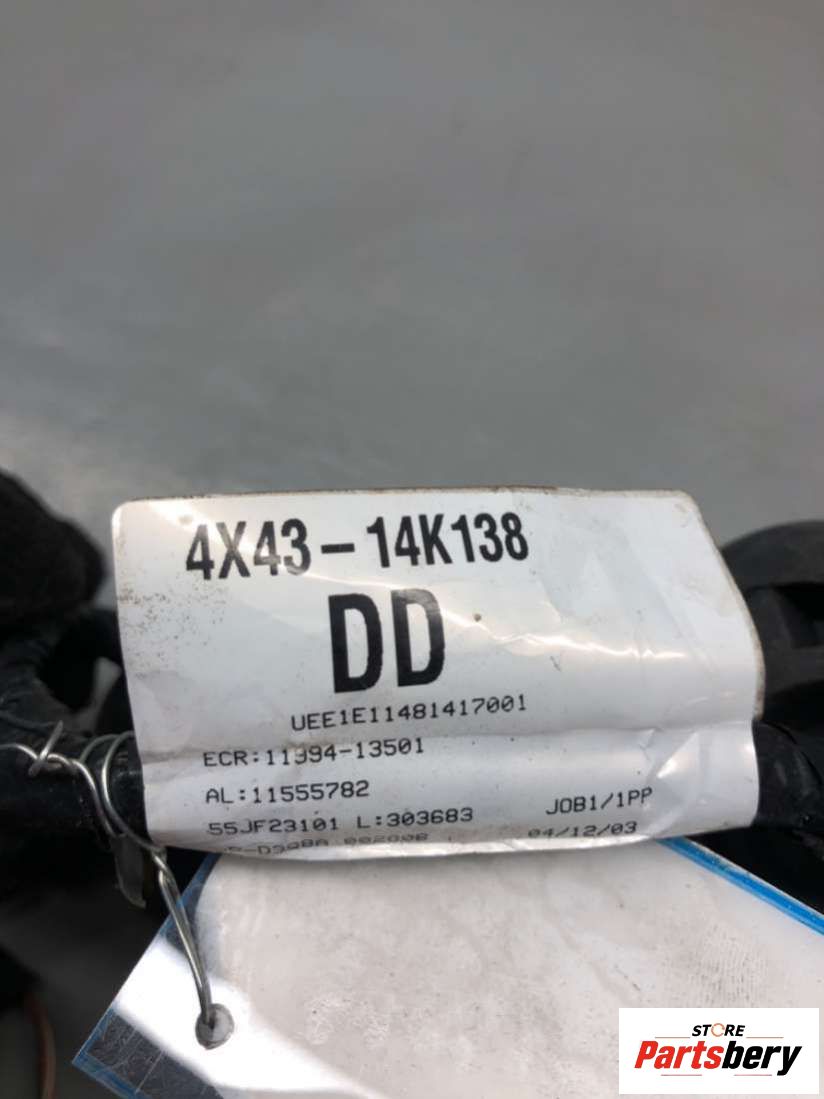 4X43-14K138
DD
UEE1E11481417001
ECR:11394-13501
AL:11555782
55JF23101 L:303683 JOB1/1PP
04/12/03
STORE
Partsbery